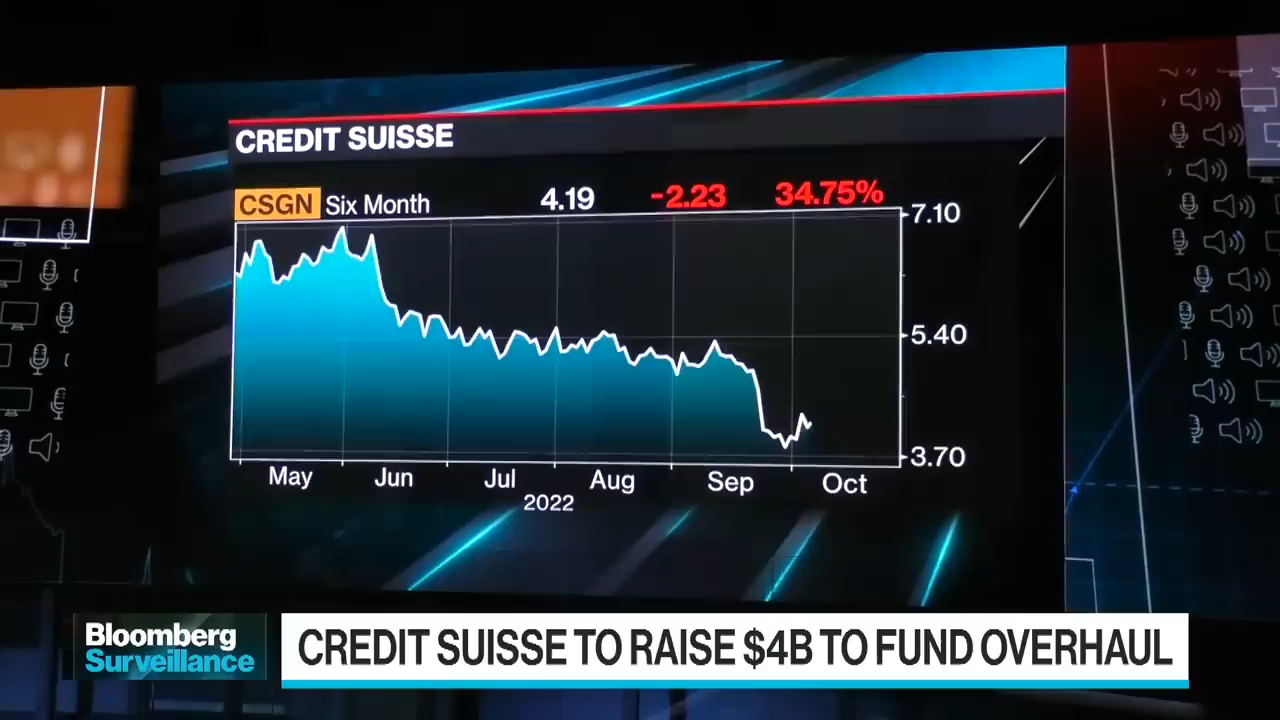 CREDIT SUISSE
CSGN Six Month 4.19 -2.23 34.75%
7.10
5.40
3.70
May Jun Jul Aug Sep Oct
2022
Bloomberg
Surveillance
CREDIT SUISSE TO RAISE $4B TO FUND OVERHAUL